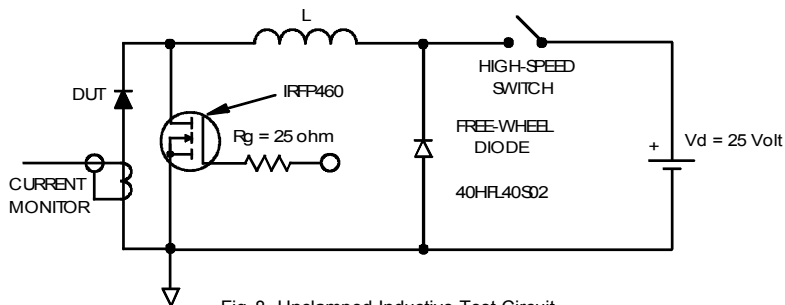 L
HIGH-SPEED
SWITCH
DUT
IRFP460
Rg = 25 ohm
FREE-WHEEL
DIODE
+
Vd = 25 Volt
CURRENT
MONITOR
40HFL40S02
Fig. 8- Unclamped Inductive Test Circuit